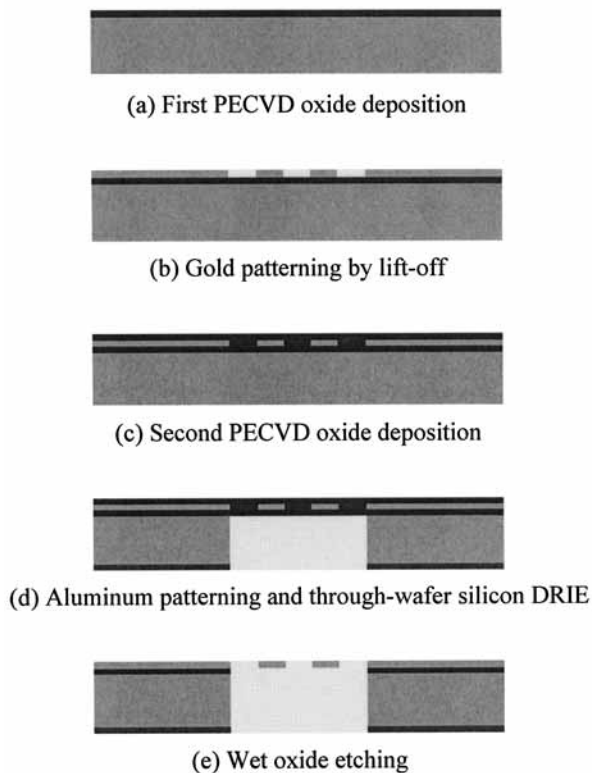 (a) First PECVD oxide deposition
(b) Gold patterning by lift-off
(c) Second PECVD oxide deposition
(d) Aluminum patterning and through-wafer silicon DRIE
(e) Wet oxide etching